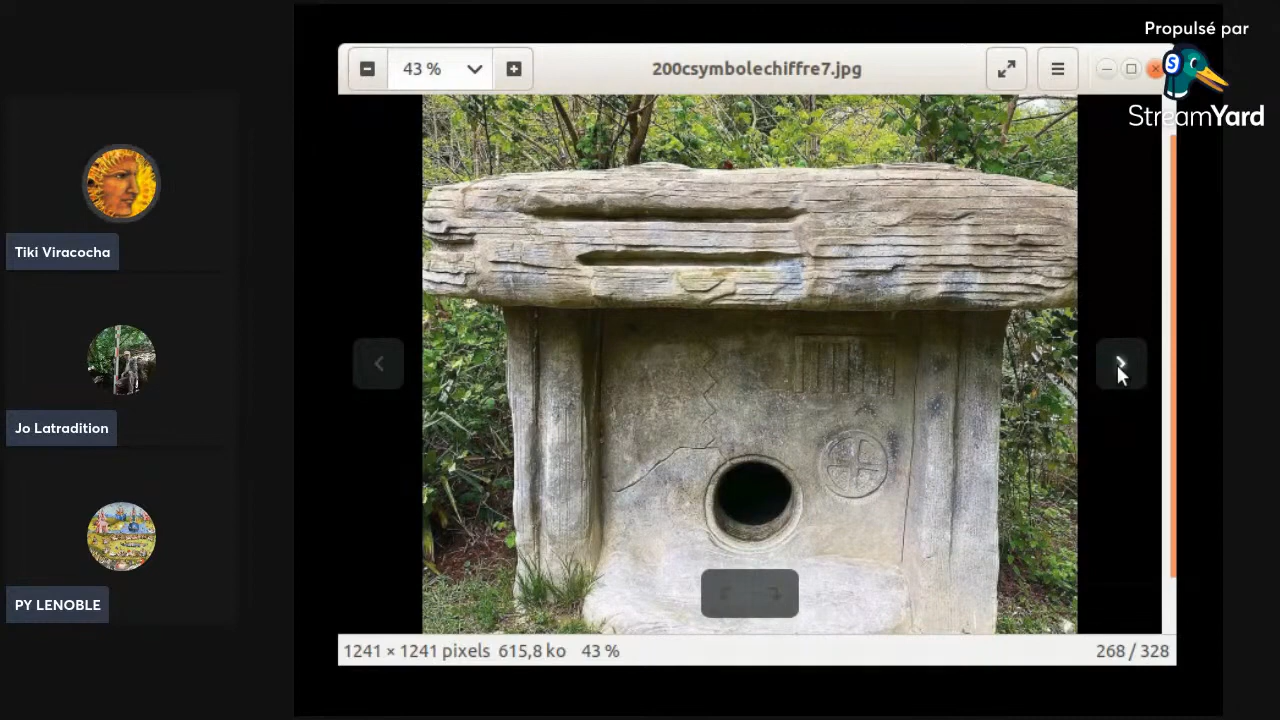 Propulsé par
StreamYard
43 %
200csymbolechiffre7.jpg
Tiki Viracocha
Jo Latradition
PY LENOBLE
1241 × 1241 pixels 615,8 ko 43 %
268 / 328